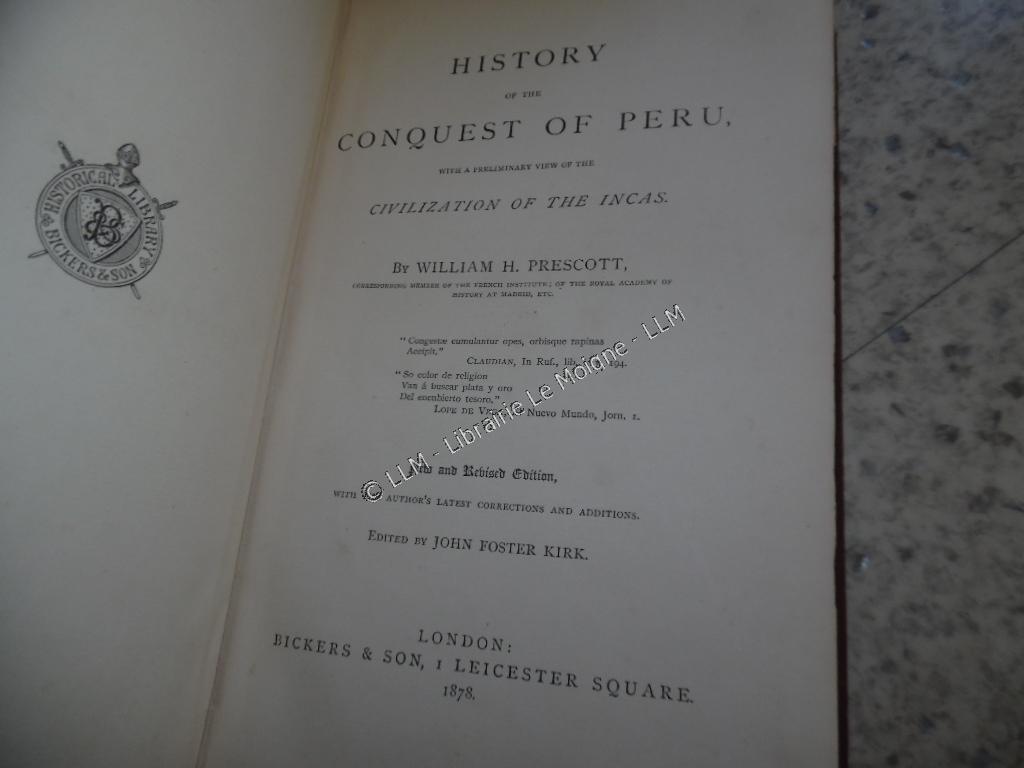 HISTORICAL LIBRARY
BICKERS & SON
HISTORY
OF THE
CONQUEST OF PERU,
WITH A PRELIMINARY VIEW OF THE
CIVILIZATION OF THE INCAS.
By WILLIAM H. PRESCOTT,
CORRESPONDING MEMBER OF THE FRENCH INSTITUTE; OF THE ROYAL ACADEMY OF
HISTORY AT MADRID, ETC.
"Congestæ cumulantur opes, orbisque rapinas
Accipit."
CLAUDIAN, In Ruf., lib. 194.
"So color de religion
Van á buscar plata y oro
Del encubierto tesoro."
LOPE DE Nuevo Mundo, Jorn. 1.
New and Revised Edition,
WITH AUTHOR'S LATEST CORRECTIONS AND ADDITIONS.
EDITED BY JOHN FOSTER KIRK.
LONDON:
BICKERS & SON, 1 LEICESTER SQUARE.
1878.
© LLM - Librairie Le Moigne - LLM